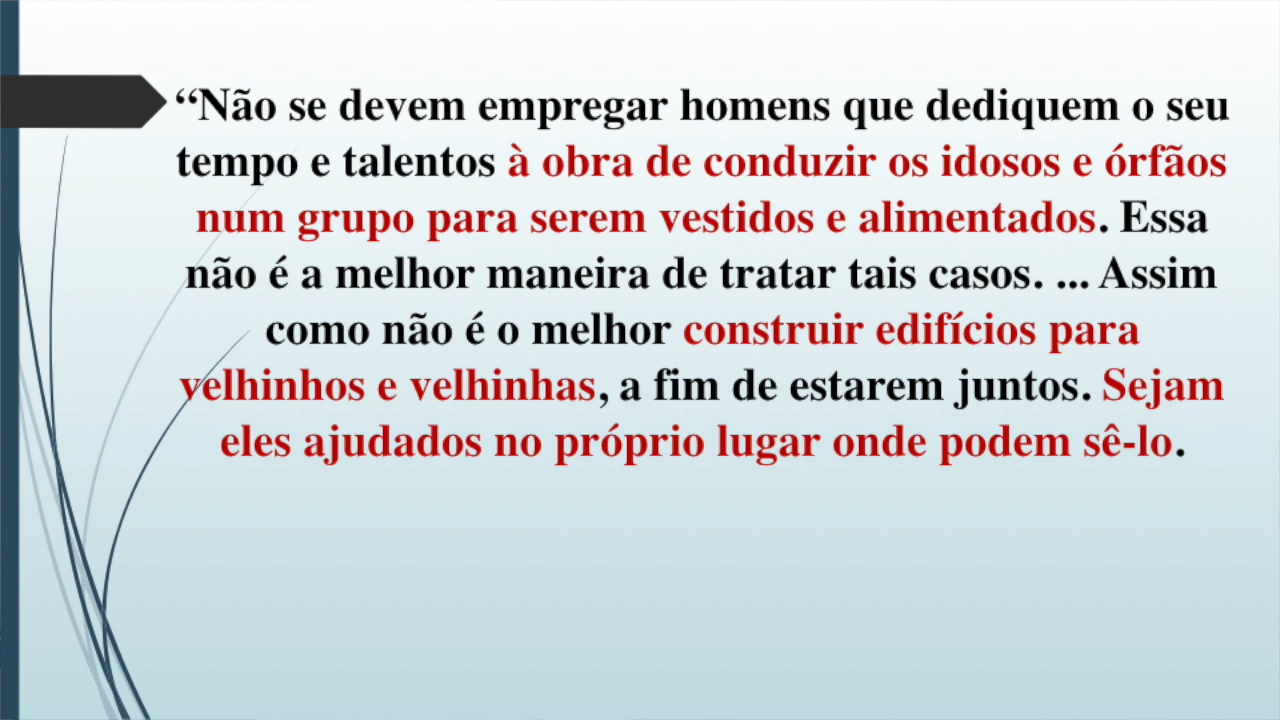 “Não se devem empregar homens que dediquem o seu
tempo e talentos à obra de conduzir os idosos e órfãos
num grupo para serem vestidos e alimentados. Essa
não é a melhor maneira de tratar tais casos. ... Assim
como não é o melhor construir edifícios para
velhinhos e velhinhas, a fim de estarem juntos. Sejam
eles ajudados no próprio lugar onde podem sê-lo.